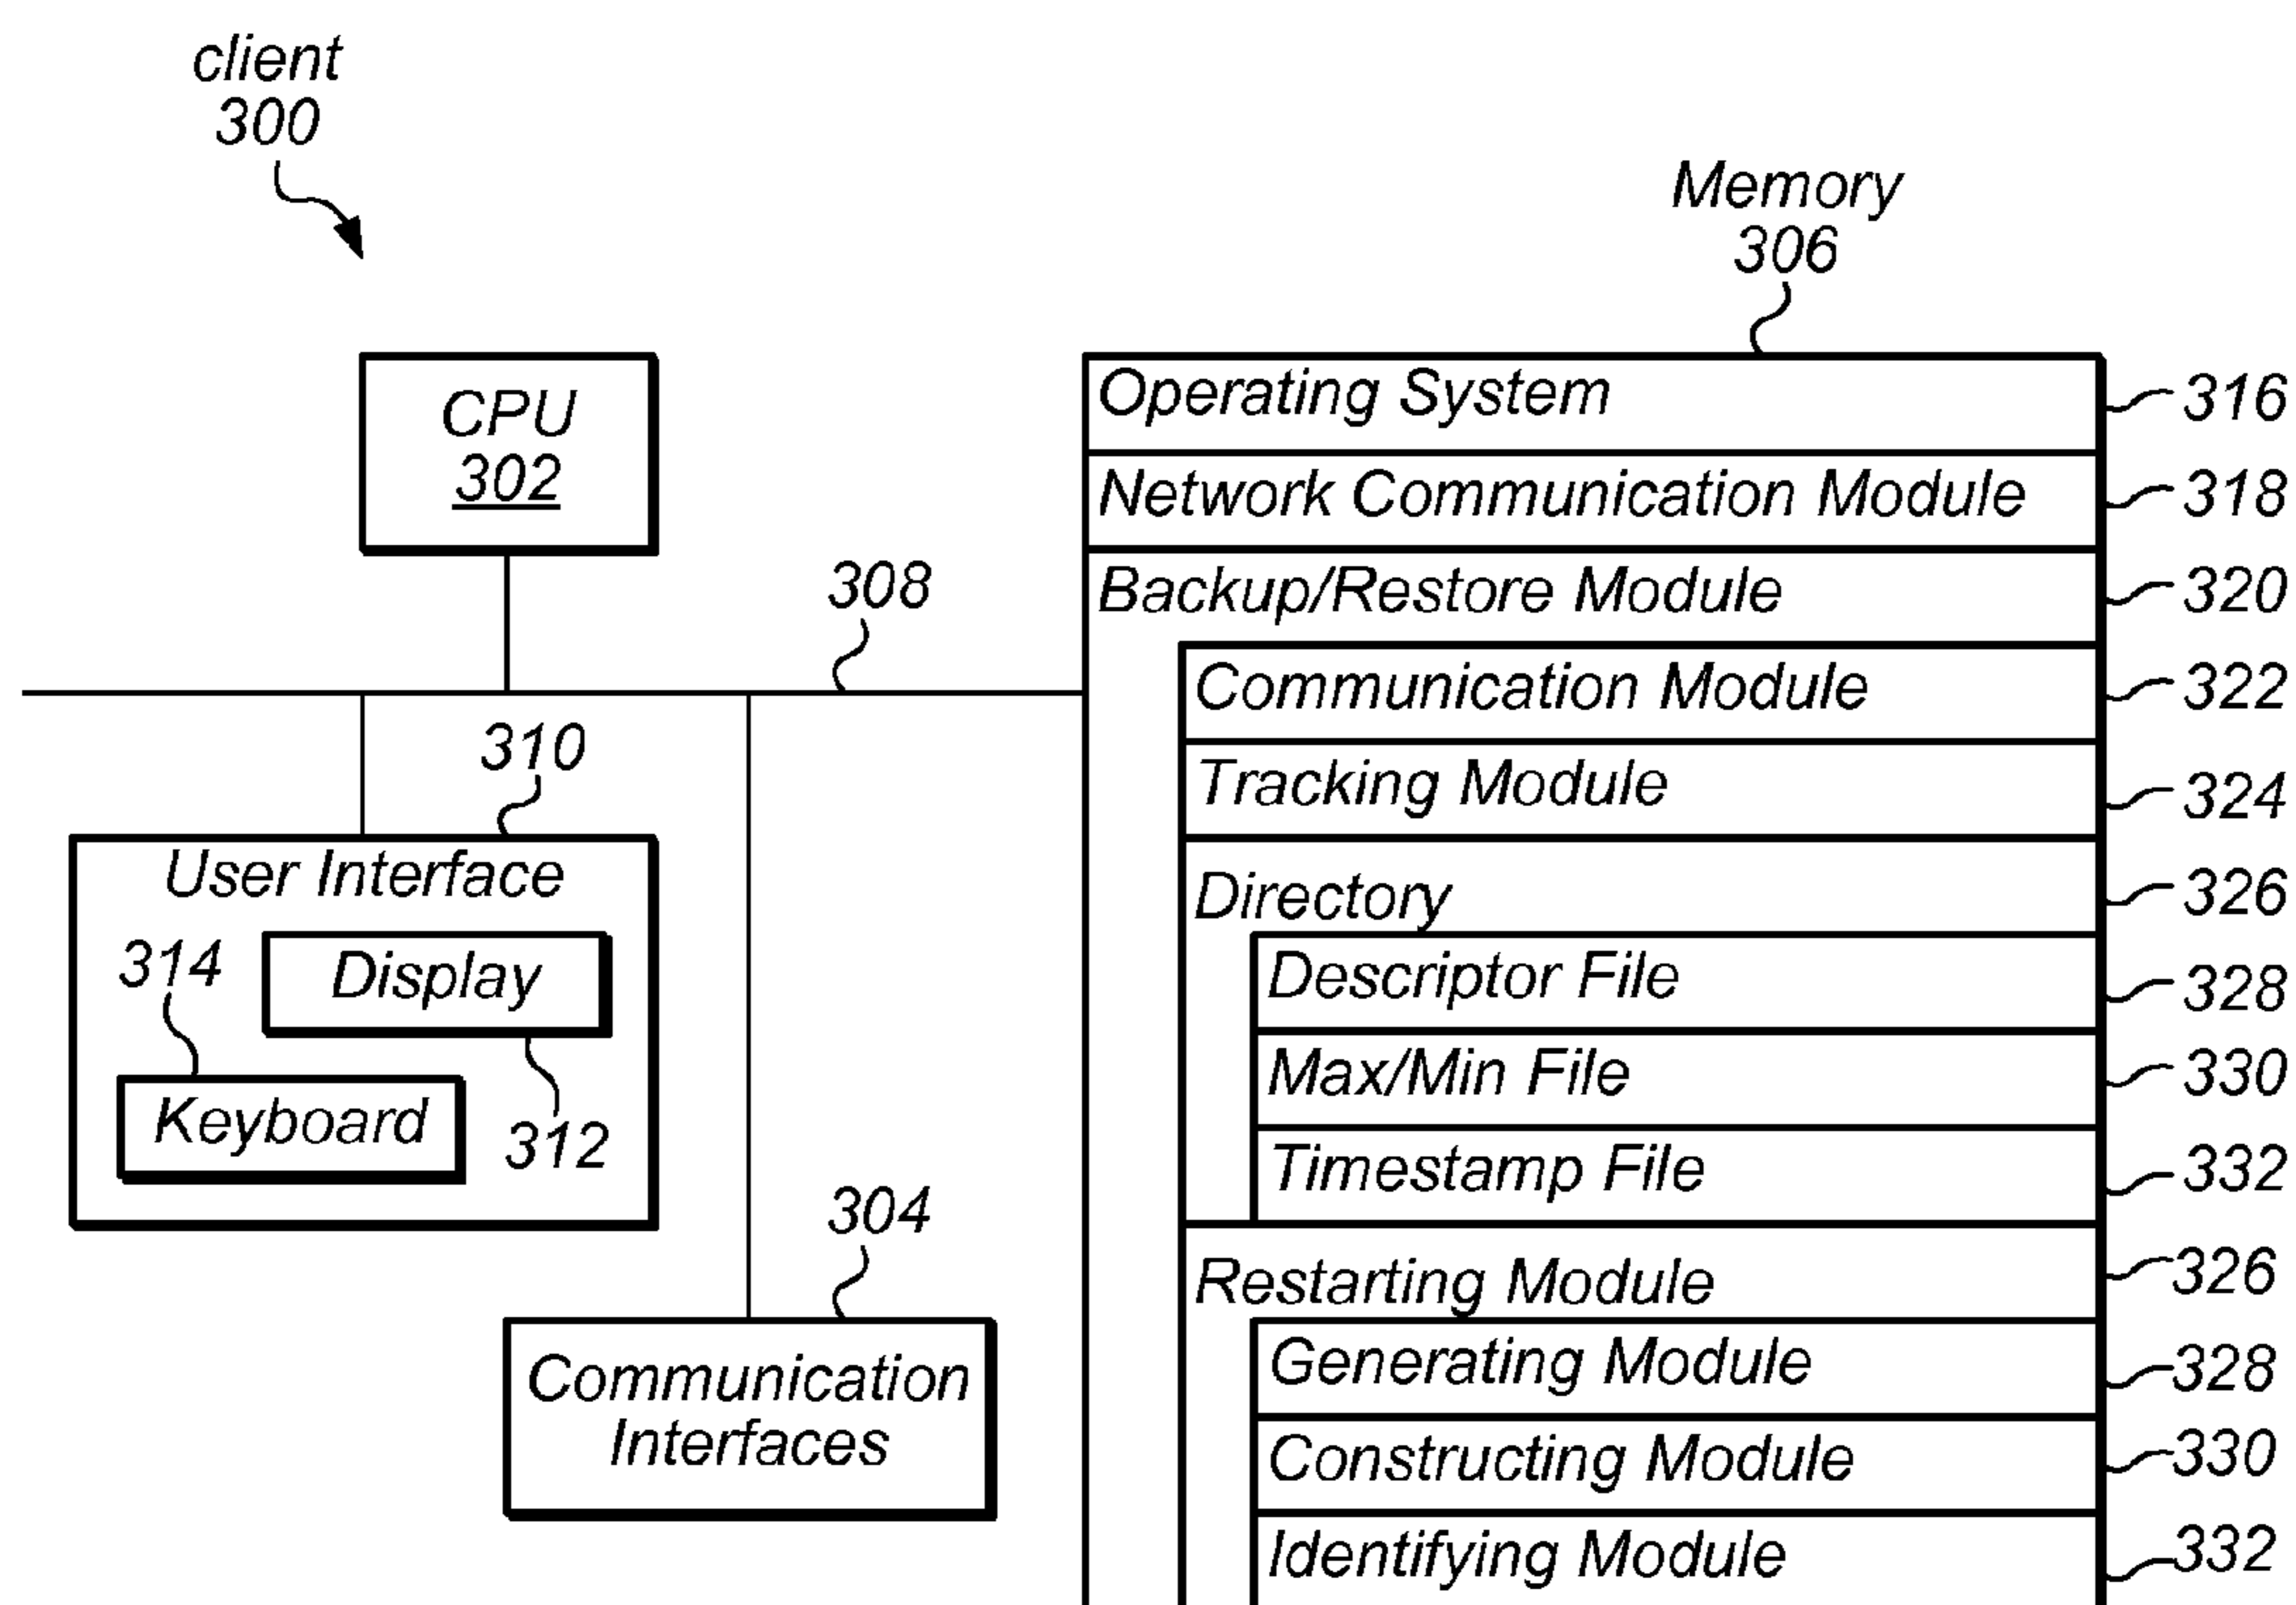 client
300
Memory
306
CPU
302
308
310
User Interface
Display
314
Keyboard
312
304
Communication
Interfaces
Operating System 316
Network Communication Module 318
Backup/Restore Module 320
Communication Module 322
Tracking Module 324
Directory 326
Descriptor File 328
Max/Min File 330
Timestamp File 332
Restarting Module 326
Generating Module 328
Constructing Module 330
Identifying Module 332